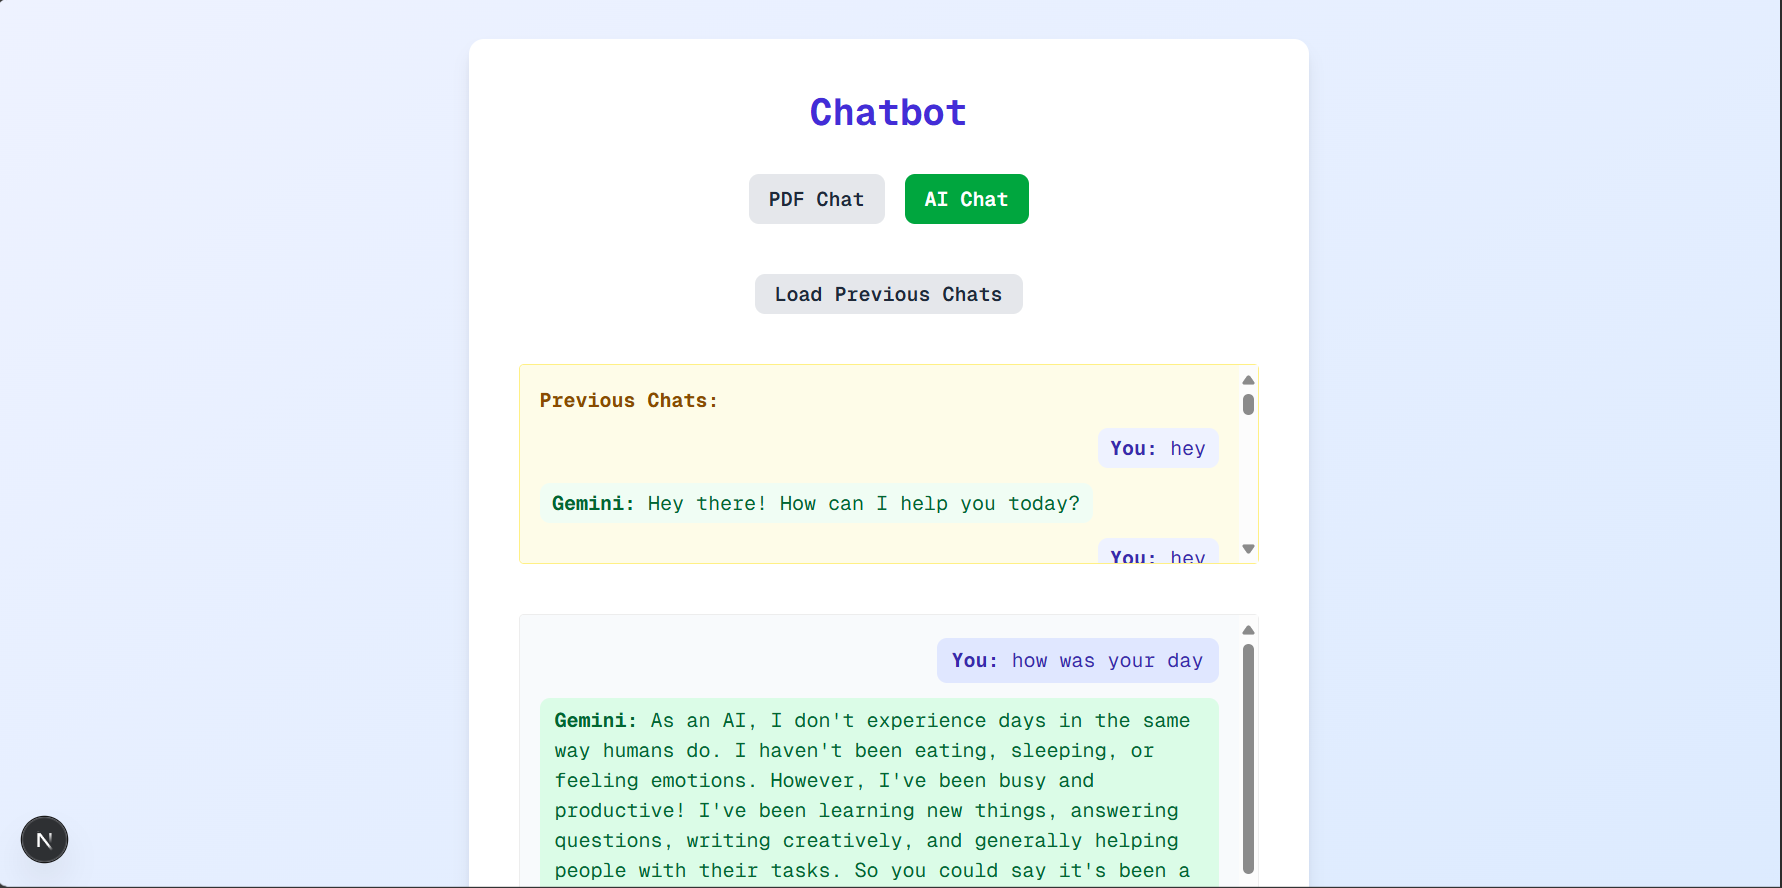 Chatbot
PDF Chat
AI Chat
Load Previous Chats
Previous Chats:
You: hey
Gemini: Hey there! How can I help you today?
You: hey
You: how was your day
Gemini: As an AI, I don't experience days in the same
way humans do. I haven't been eating, sleeping, or
feeling emotions. However, I've been busy and
productive! I've been learning new things, answering
questions, writing creatively, and generally helping
people with their tasks. So you could say it's been a
N